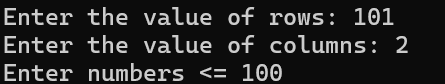 Enter the value of rows: 101
Enter the value of columns: 2
Enter numbers <= 100